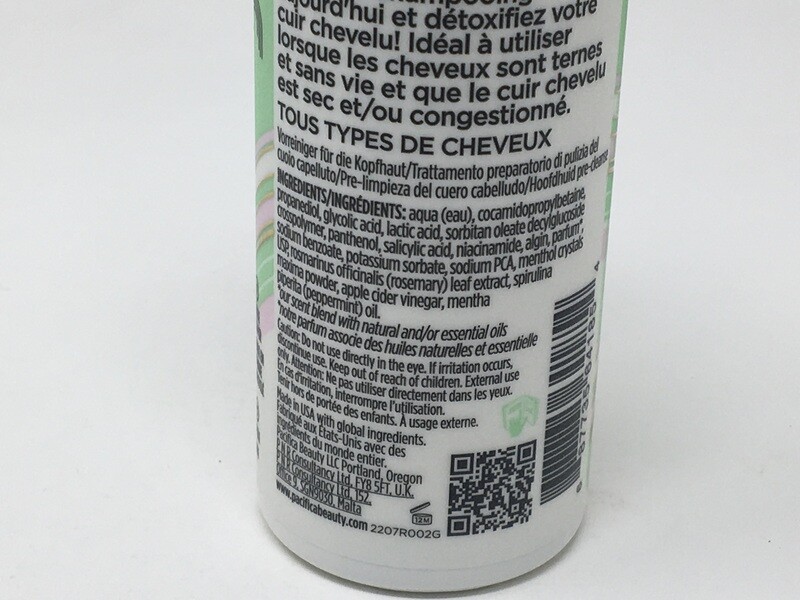 aujourd'hui et détoxifiez votre
cuir chevelu! Idéal à utiliser
lorsque les cheveux sont ternes
et sans vie et que le cuir chevelu
est sec et/ou congestionné.
TOUS TYPES DE CHEVEUX
Vorreiniger für die Kopfhaut/Trattamento preparatorio di pulizia del
cuoio capelluto/Pre-limpieza del cuero cabelludo/Hoofdhuid pre-cleanse
INGREDIENTS/INGRÉDIENTS: aqua (eau), cocamidopropylbetaine,
propanediol, glycolic acid, lactic acid, sorbitan oleate decylglucoside
crosspolymer, panthenol, salicylic acid, niacinamide, algin, parfum*,
sodium benzoate, potassium sorbate, sodium PCA, menthol crystals
USP, rosmarinus officinalis (rosemary) leaf extract, spirulina
maxima powder, apple cider vinegar, mentha
piperita (peppermint) oil.
*our scent blend with natural and/or essential oils
*notre parfum associe des huiles naturelles et essentielle
Caution: Do not use directly in the eye. If irritation occurs,
discontinue use. Keep out of reach of children. External use
only. Attention: Ne pas utiliser directement dans les yeux.
En cas d'irritation, interrompre l'utilisation.
Tenir hors de portée des enfants. À usage externe.
Made in USA with global ingredients.
Fabriqué aux États-Unis avec des
ingrédients du monde entier.
Pacifica Beauty LLC Portland, Oregon
Consultancy Ltd, FY8 5FT, U.K.
Consultancy Ltd, 152,
Office 9, SGN9030, Malta
www.pacificabeauty.com 2207R002G
12M